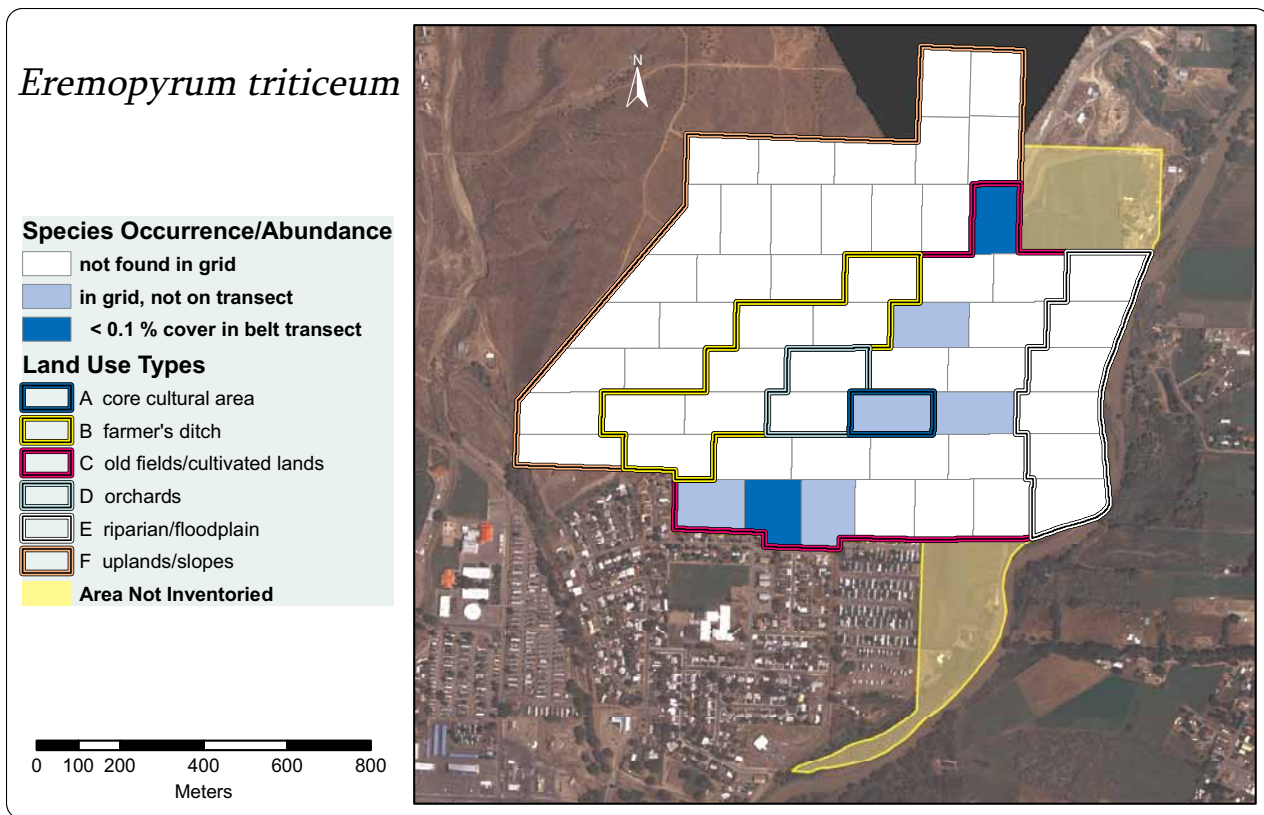 Eremopyrum triticeum
N
Species Occurrence/Abundance
not found in grid
in grid, not on transect
< 0.1 % cover in belt transect
Land Use Types
A core cultural area
B farmer's ditch
C old fields/cultivated lands
D orchards
E riparian/floodplain
F uplands/slopes
Area Not Inventoried
0 100 200 400 600 800
Meters